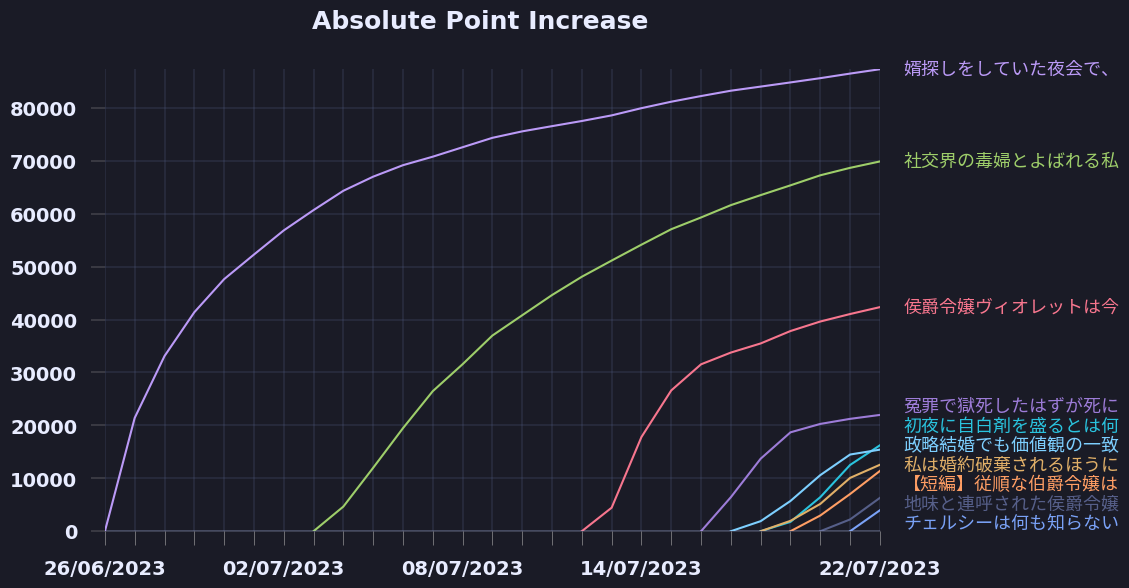 Absolute Point Increase
80000
70000
60000
50000
40000
30000
20000
10000
0
26/06/2023
02/07/2023
08/07/2023
14/07/2023
22/07/2023
婿探しをしていた夜会で、
社交界の毒婦とよばれる私
侯爵令嬢ヴィオレットは今
冤罪で獄死したはずが死に
初夜に自白剤を盛るとは何
政略結婚でも価値観の一致
私は婚約破棄されるほうに
【短編】従順な伯爵令嬢は
地味と連呼された侯爵令嬢
チェルシーは何も知らない